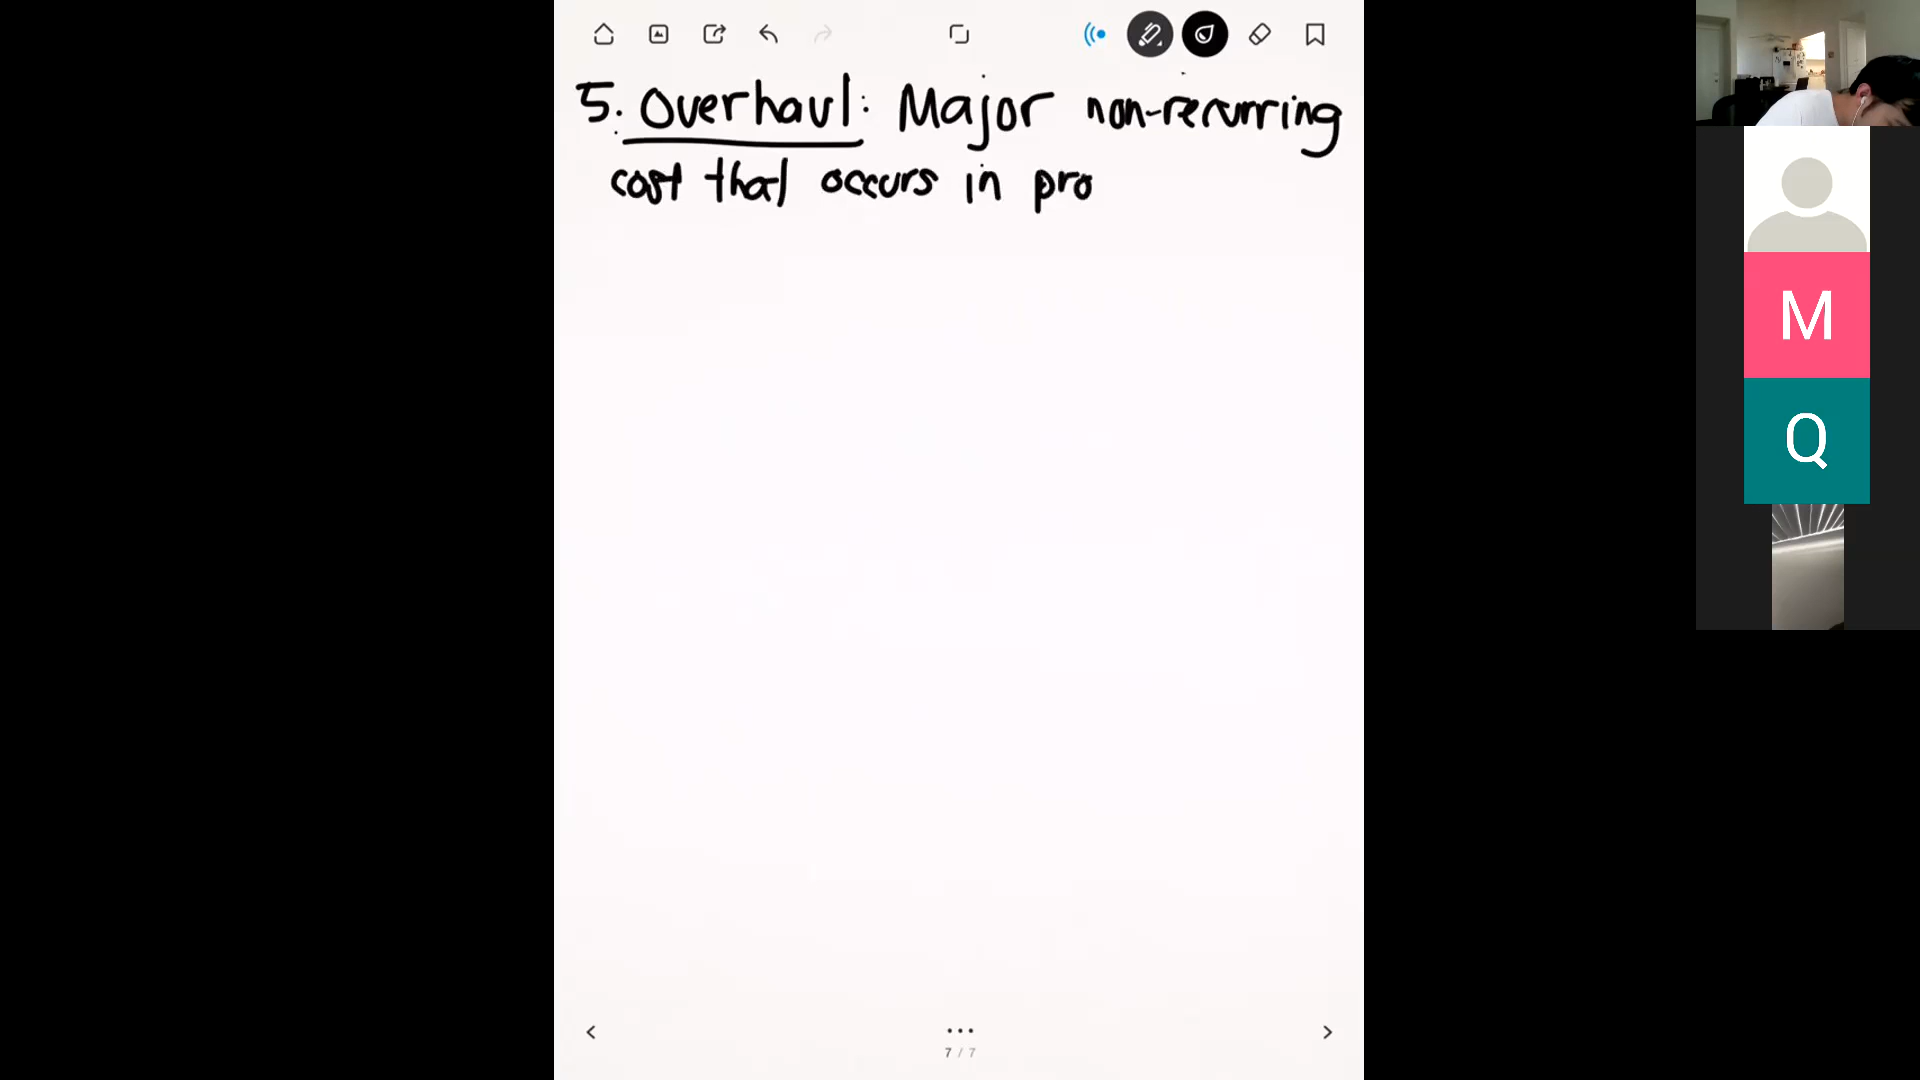 5. Overhaul: Major non-recurring
cost that occurs in pro
M
Q
7 / 7